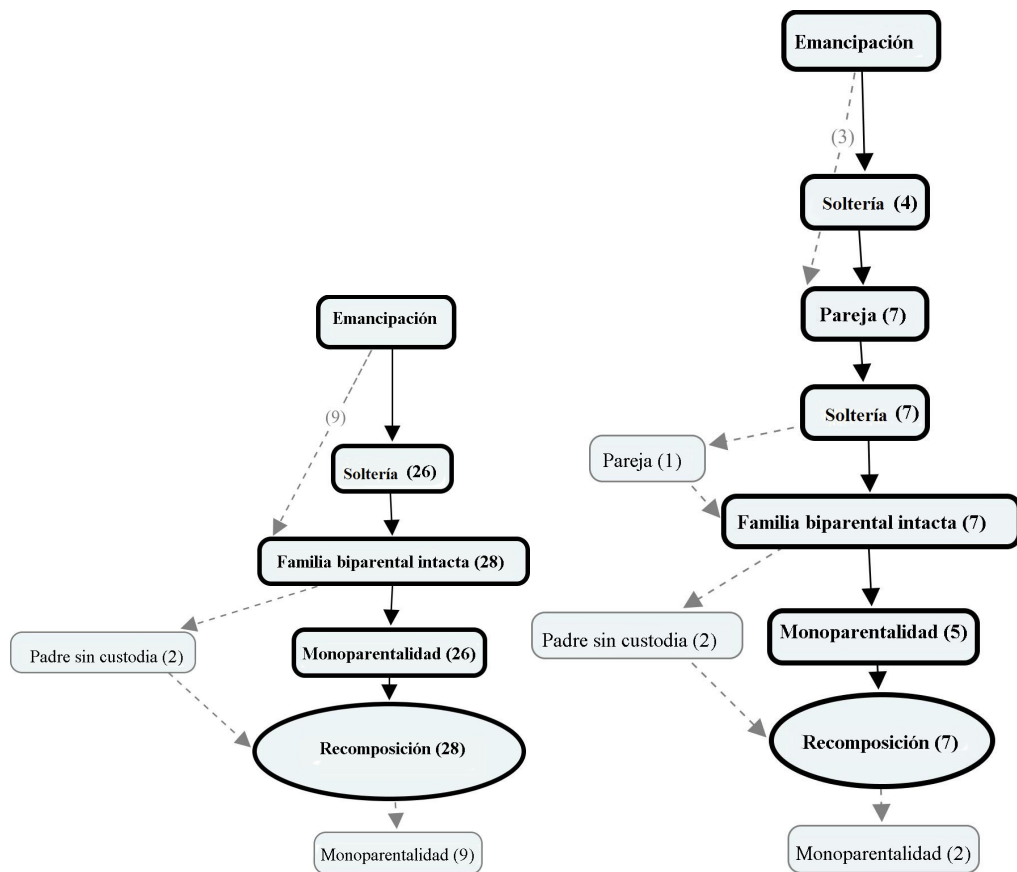 Emancipación
(9)
Soltería (26)
Familia biparental intacta (28)
Padre sin custodia (2)
Monoparentalidad (26)
Recomposición (28)
Monoparentalidad (9)
Emancipación
(3)
Soltería (4)
Pareja (7)
Soltería (7)
Pareja (1)
Familia biparental intacta (7)
Padre sin custodia (2)
Monoparentalidad (5)
Recomposición (7)
Monoparentalidad (2)